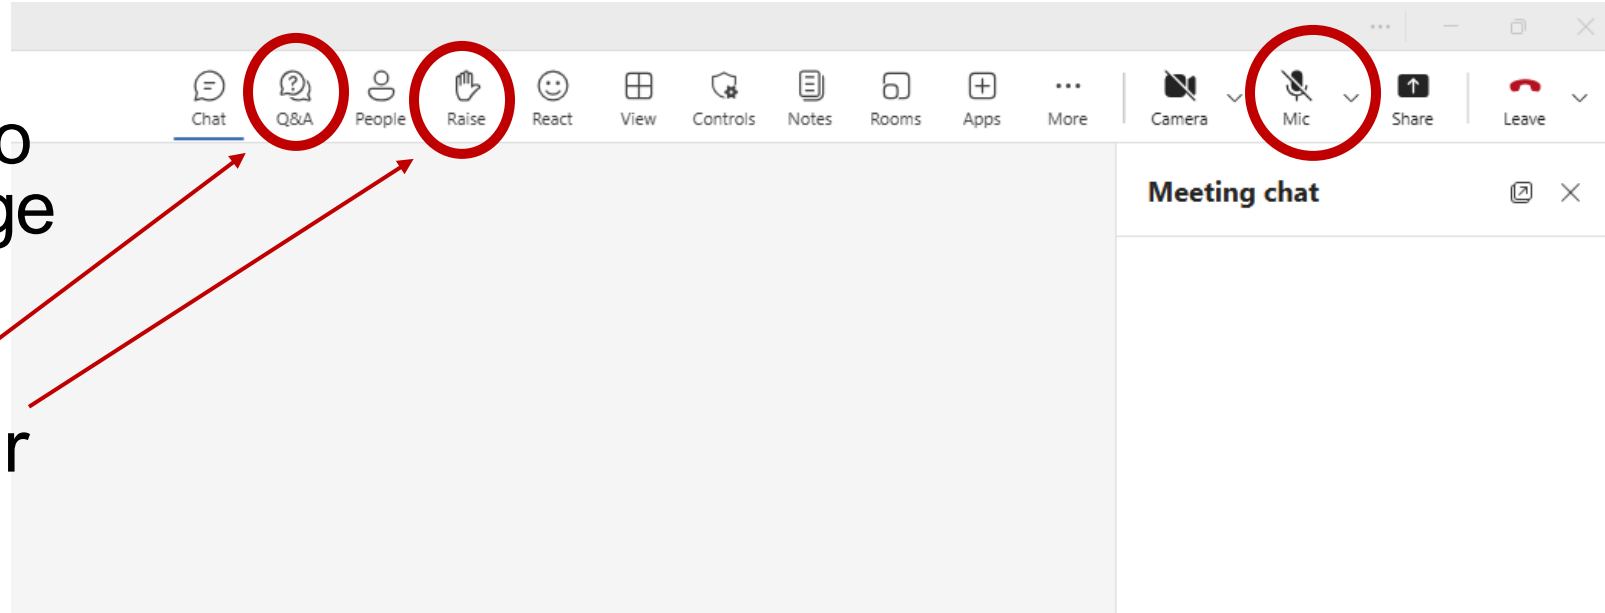 Chat Q&A People Raise React View Controls Notes Rooms Apps More Camera Mic Share Leave
o
ge
Meeting chat
r